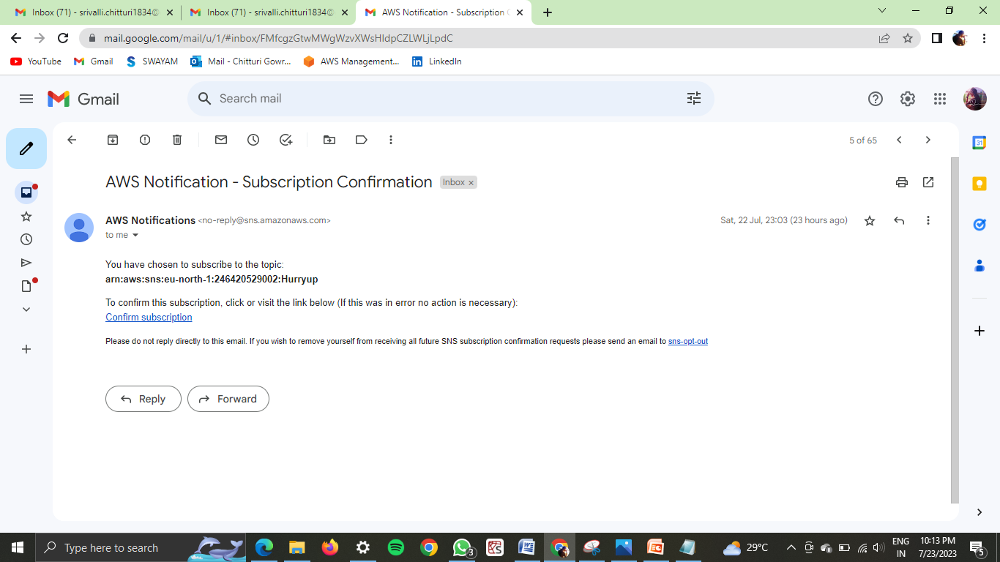 Inbox (71) - srivalli.chitturi1834@
Inbox (71) - srivalli.chitturi1834@
AWS Notification - Subscription C
mail.google.com/mail/u/1/#inbox/FMfcgzGtwMWgWzvXWsHIdpCZLWLjLpdC
YouTube
Gmail
SWAYAM
Mail - Chitturi Gowr...
AWS Management...
LinkedIn
Gmail
Search mail
5 of 65
31
AWS Notification - Subscription Confirmation
Inbox x
AWS Notifications <no-reply@sns.amazonaws.com>
Sat, 22 Jul, 23:03 (23 hours ago)
to me
You have chosen to subscribe to the topic:
arn:aws:sns:eu-north-1:246420529002:Hurryup
To confirm this subscription, click or visit the link below (If this was in error no action is necessary):
Confirm subscription
Please do not reply directly to this email. If you wish to remove yourself from receiving all future SNS subscription confirmation requests please send an email to sns-opt-out
Reply
Forward
Type here to search
3
29°C
ENG
IN
10:13 PM
7/23/2023
5